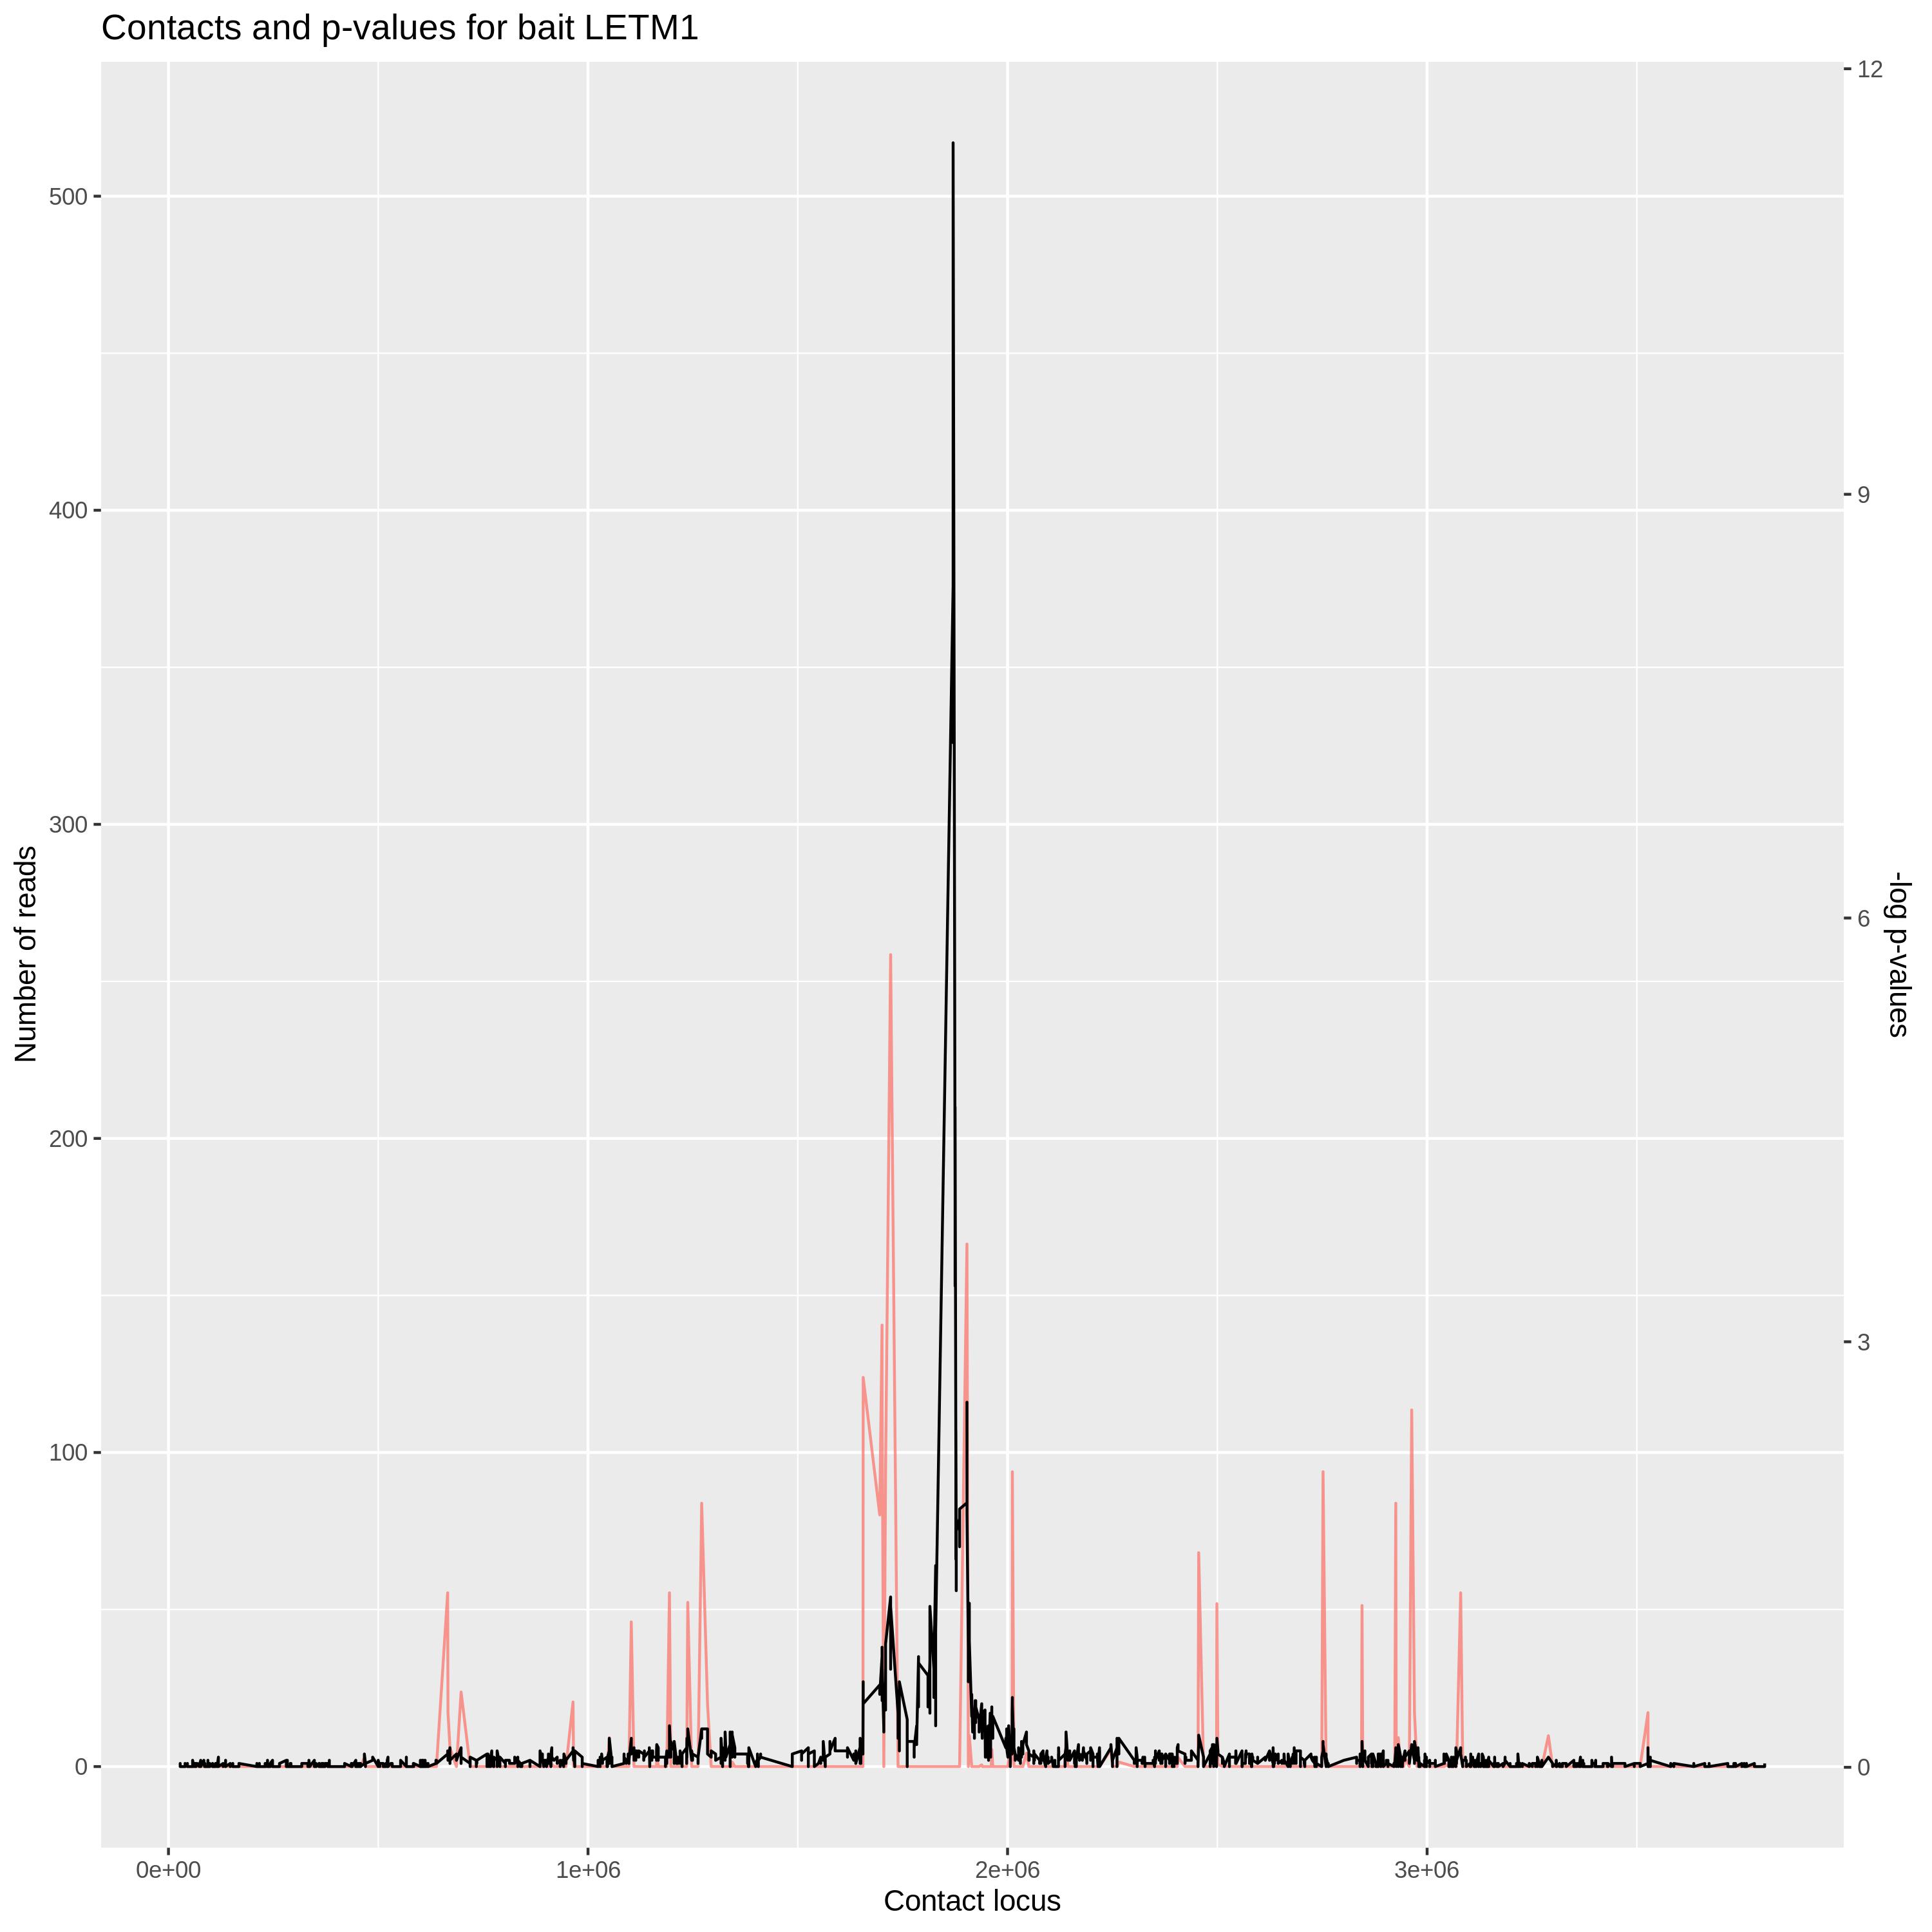 Contacts and p-values for bait LETM1
12
500
400
9
300
Number of reads
6
-log p-values
200
3
100
0
0
0e+00 1e+06 2e+06 3e+06
Contact locus